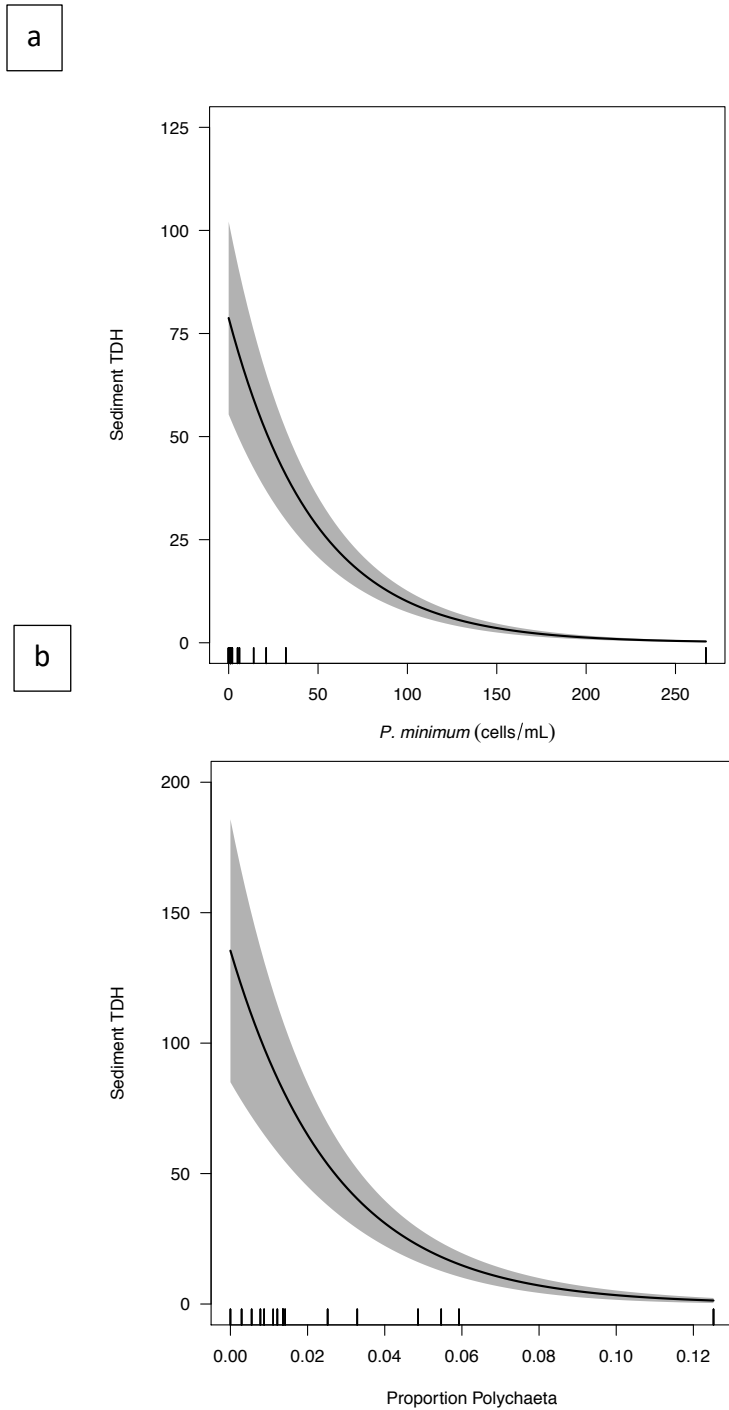 a
125
100
75
50
25
0
Sediment TDH
0 50 100 150 200 250
P. minimum (cells/mL)
b
200
150
100
50
0
Sediment TDH
0.00 0.02 0.04 0.06 0.08 0.10 0.12
Proportion Polychaeta